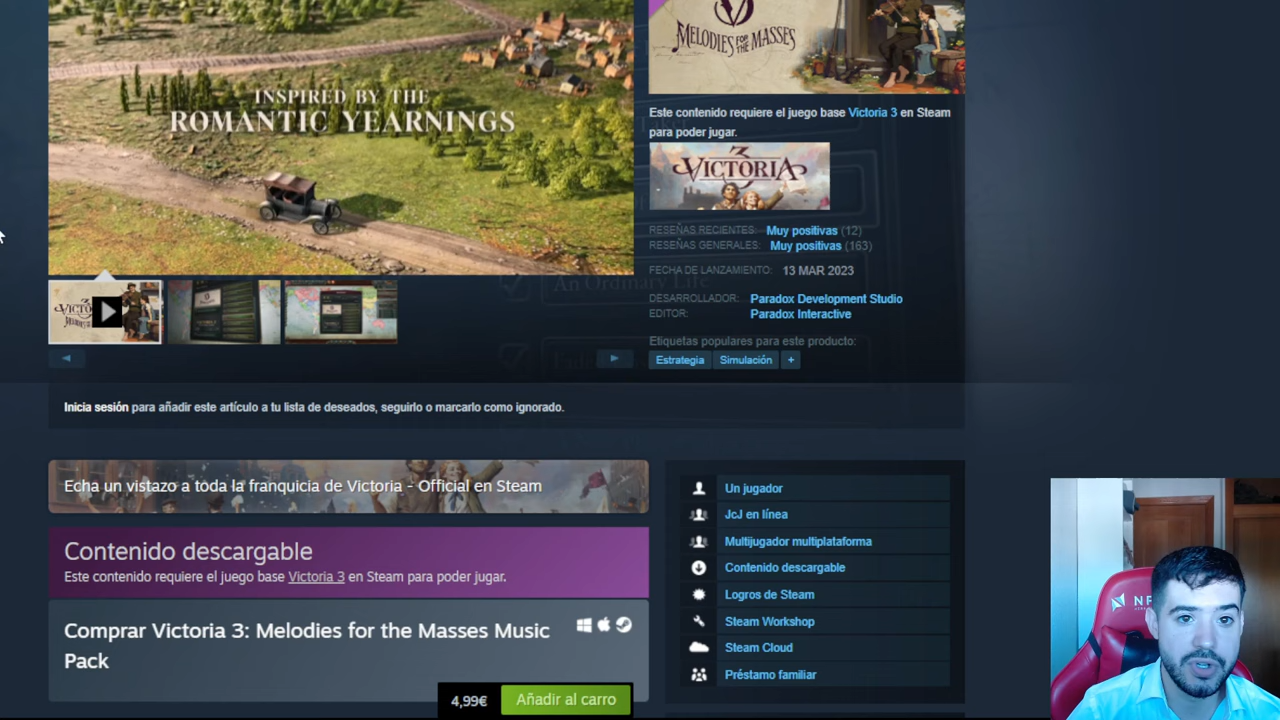 INSPIRED BY THE
ROMANTIC YEARNINGS
MELODIES FOR THE MASSES
Este contenido requiere el juego base Victoria 3 en Steam
para poder jugar.
VICTORIA 3
RESEÑAS RECIENTES: Muy positivas (12)
RESEÑAS GENERALES: Muy positivas (163)
FECHA DE LANZAMIENTO: 13 MAR 2023
An Ordinary Life
DESARROLLADOR: Paradox Development Studio
EDITOR: Paradox Interactive
Etiquetas populares para este producto:
Estrategia Simulación +
Inicia sesión para añadir este artículo a tu lista de deseados, seguirlo o marcarlo como ignorado.
Echa un vistazo a toda la franquicia de Victoria - Official en Steam
Contenido descargable
Este contenido requiere el juego base Victoria 3 en Steam para poder jugar.
Comprar Victoria 3: Melodies for the Masses Music
Pack
4,99€ Añadir al carro
Un jugador
JcJ en línea
Multijugador multiplataforma
Contenido descargable
Logros de Steam
Steam Workshop
Steam Cloud
Préstamo familiar